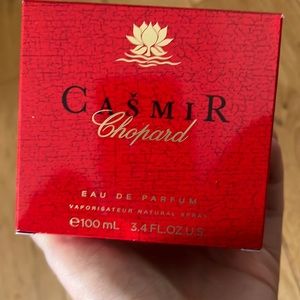 CAŠMIR
Chopard
EAU DE PARFUM
VAPORISATEUR NATURAL SPRAY
℮100 mL 3.4 FL.OZ.U.S.